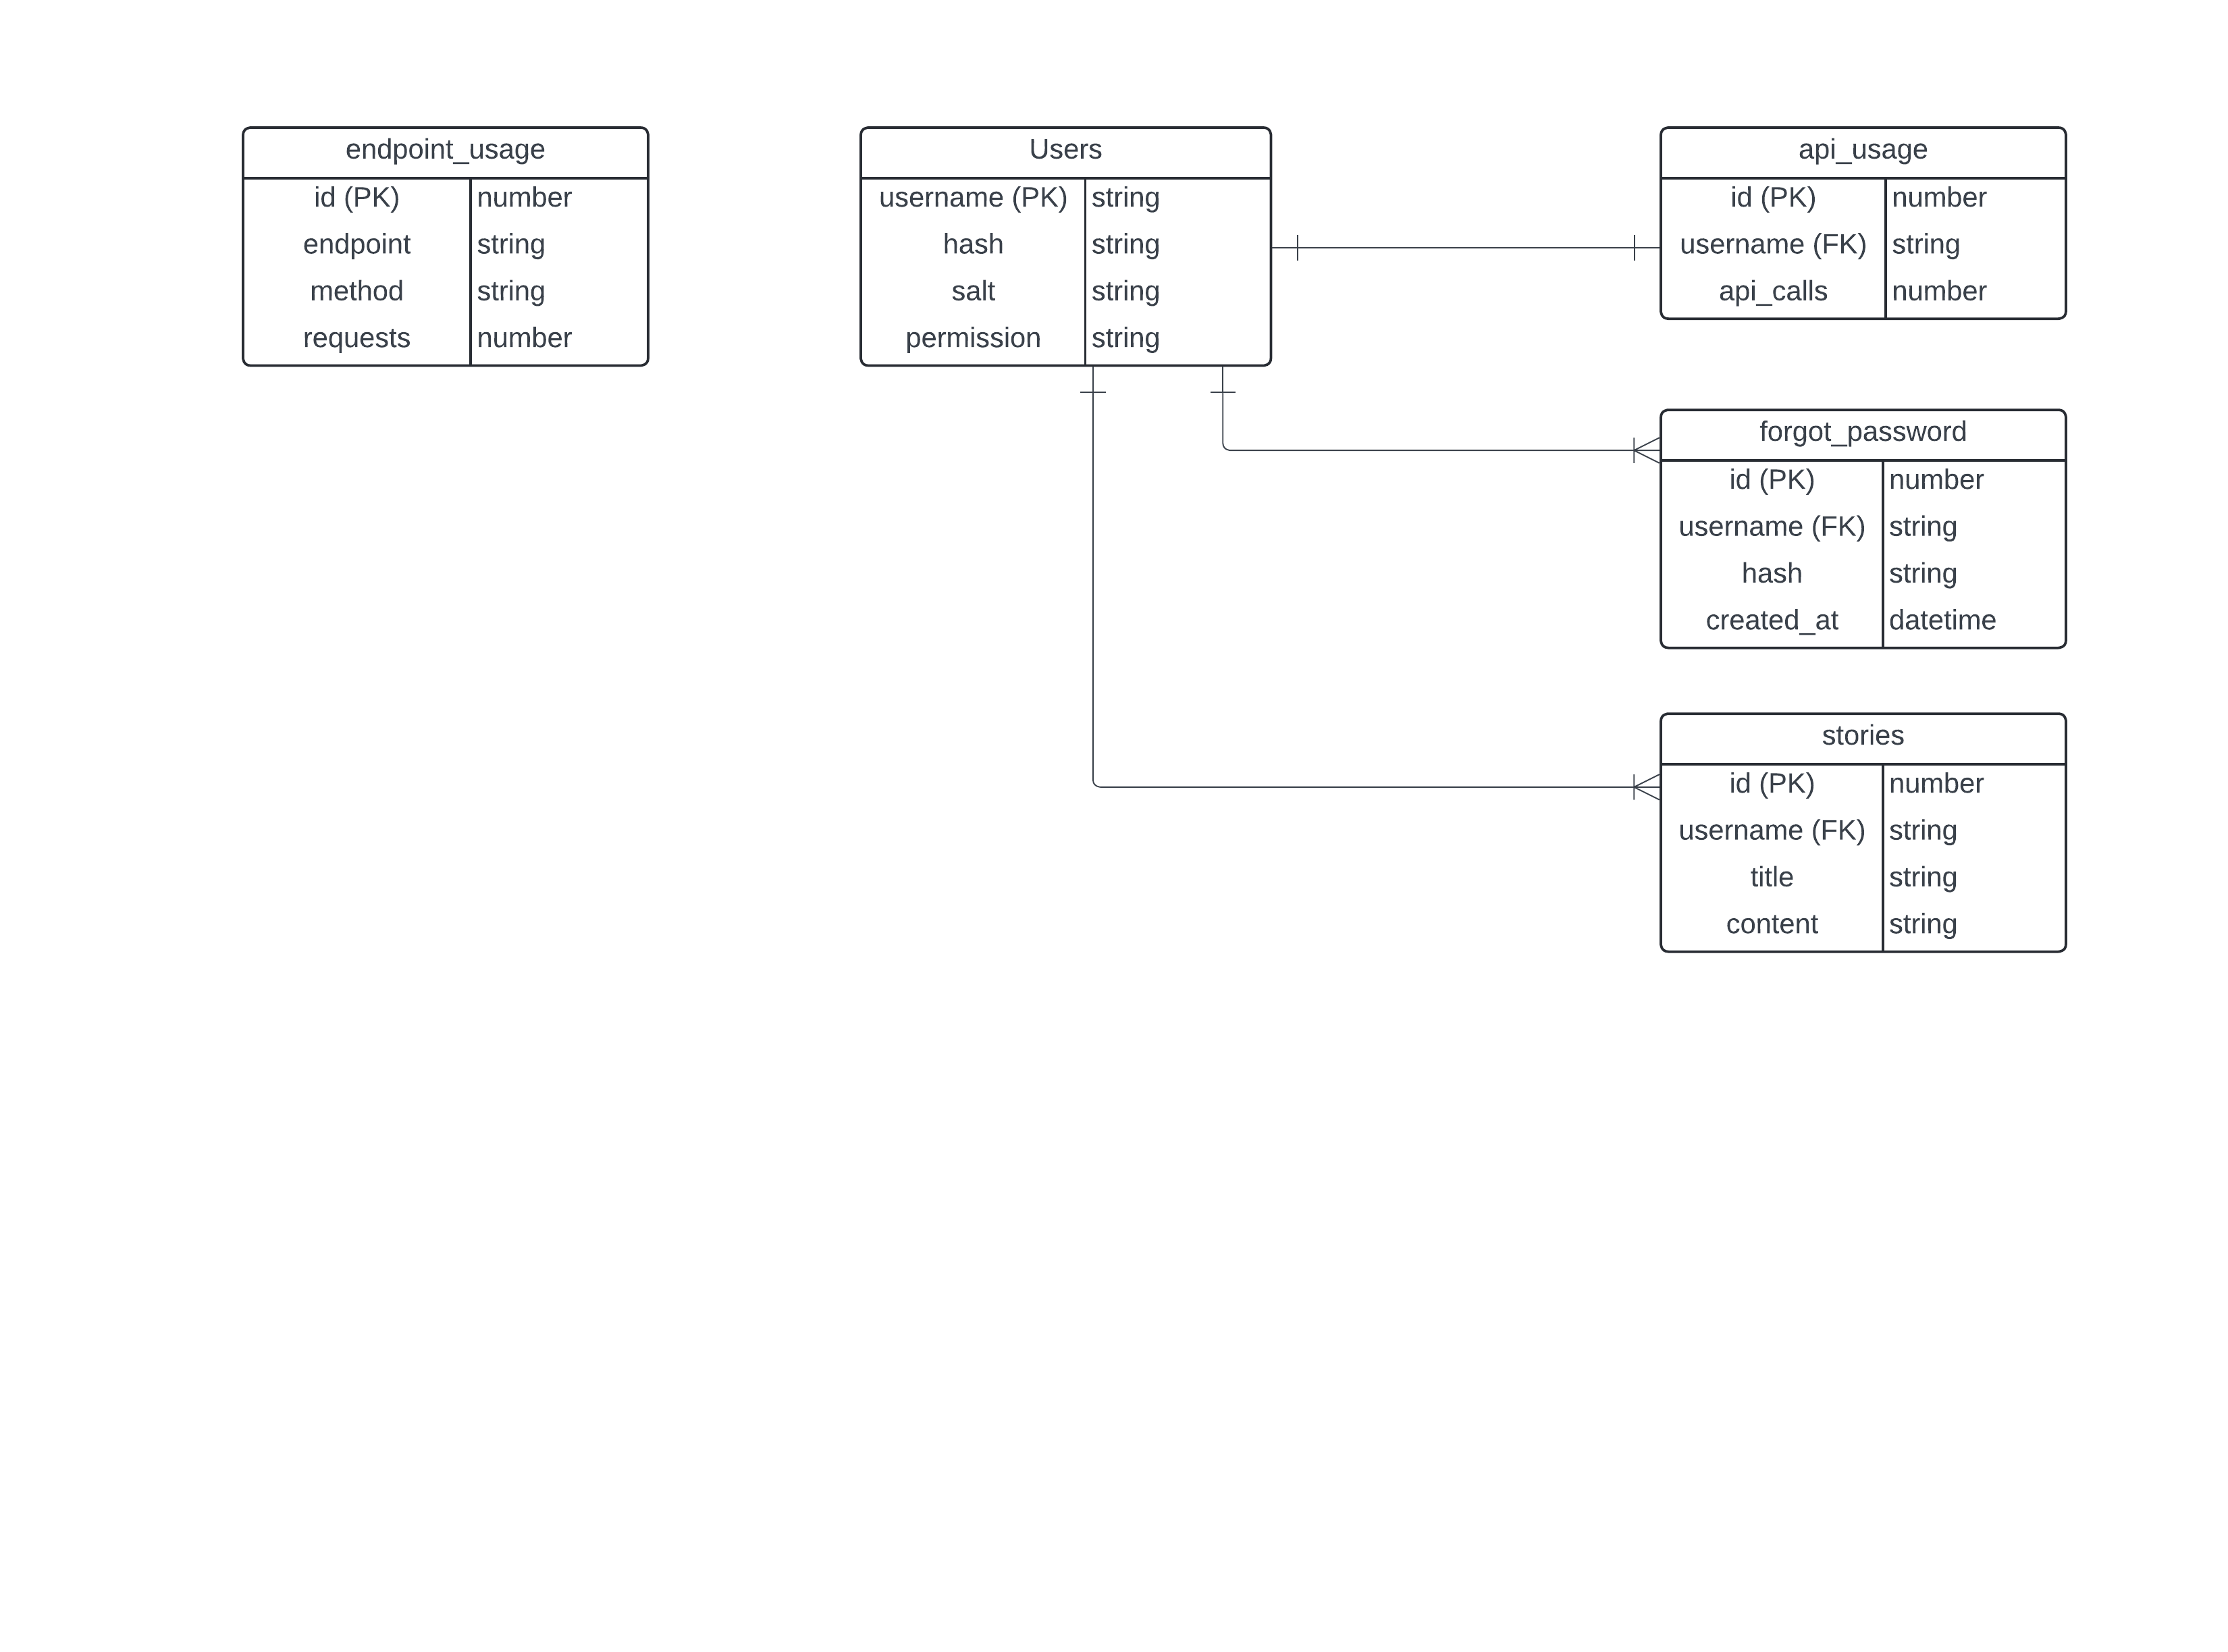 endpoint_usage
id (PK) number
endpoint string
method string
requests number
Users
username (PK) string
hash string
salt string
permission string
api_usage
id (PK) number
username (FK) string
api_calls number
forgot_password
id (PK) number
username (FK) string
hash string
created_at datetime
stories
id (PK) number
username (FK) string
title string
content string